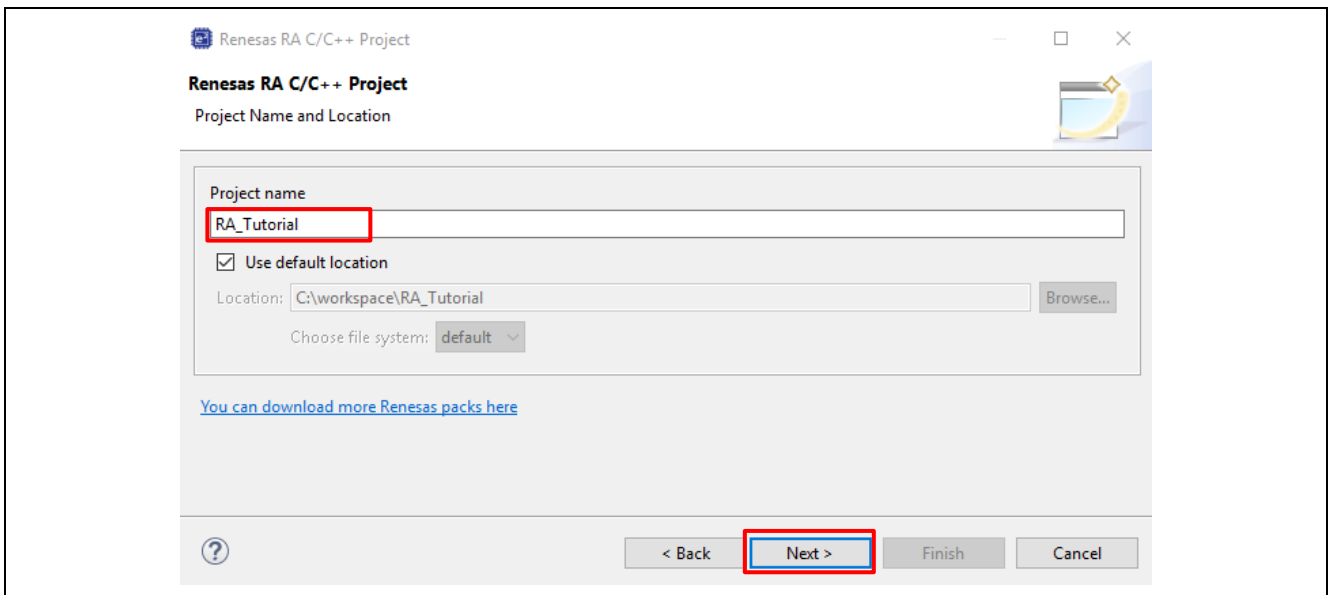 Renesas RA C/C++ Project
Renesas RA C/C++ Project
Project Name and Location
Project name
RA_Tutorial
Use default location
Location: C:\workspace\RA_Tutorial Browse...
Choose file system: default
You can download more Renesas packs here
? < Back Next > Finish Cancel